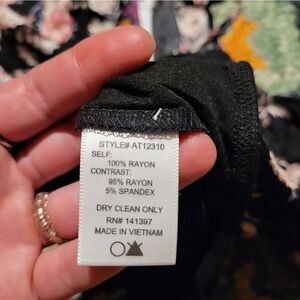 STYLE# AT12310
SELF:
100% RAYON
CONTRAST:
95% RAYON
5% SPANDEX
DRY CLEAN ONLY
RN# 141397
MADE IN VIETNAM